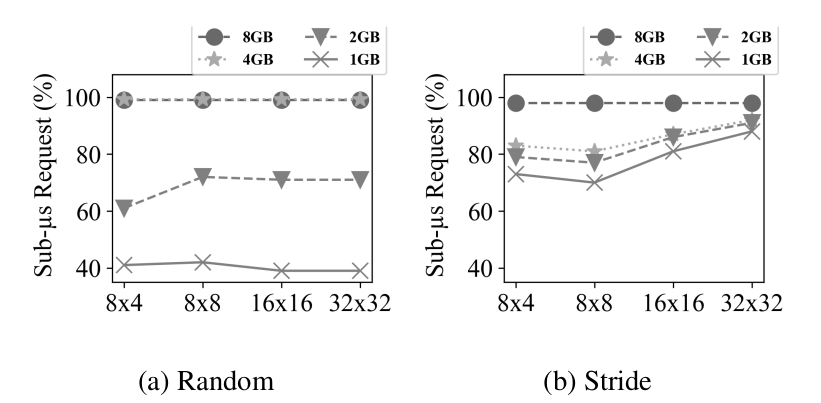 8GB 2GB
4GB 1GB
Sub-μs Request (%)
100
80
60
40
8x4 8x8 16x16 32x32
(a) Random
8GB 2GB
4GB 1GB
Sub-μs Request (%)
100
80
60
40
8x4 8x8 16x16 32x32
(b) Stride